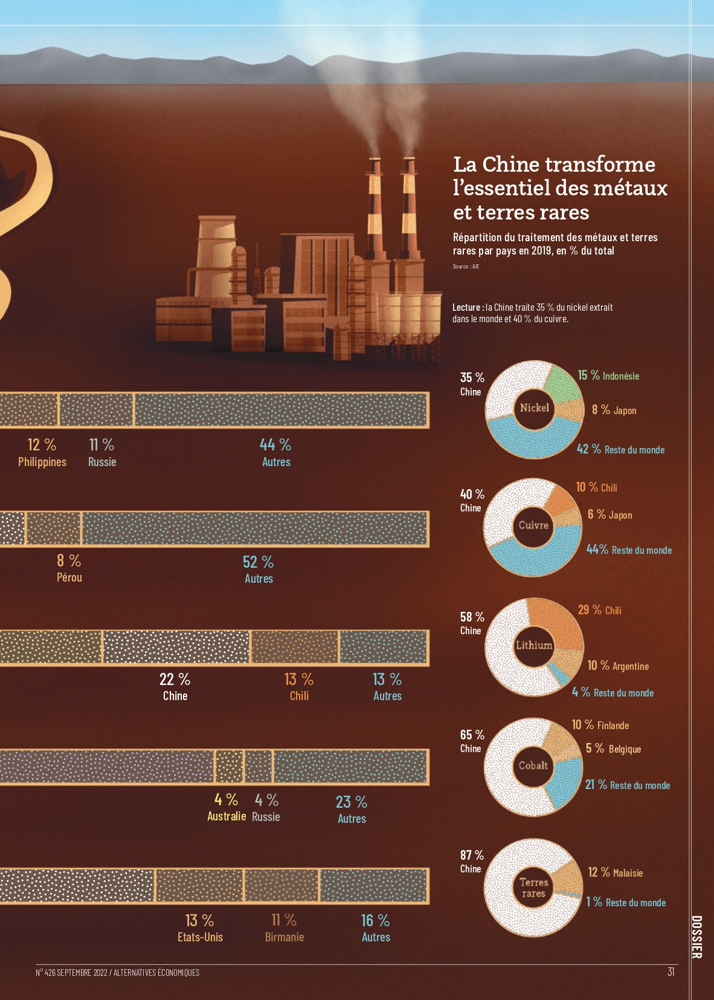 La Chine transforme
l’essentiel des métaux
et terres rares
Répartition du traitement des métaux et terres
rares par pays en 2019, en % du total
Source : AIE
Lecture : la Chine traite 35 % du nickel extrait
dans le monde et 40 % du cuivre.
35 %
Chine
Nickel
15 % Indonésie
8 % Japon
42 % Reste du monde
12 %
Philippines
11 %
Russie
44 %
Autres
40 %
Chine
Cuivre
10 % Chili
6 % Japon
44% Reste du monde
8 %
Pérou
52 %
Autres
58 %
Chine
Lithium
29 % Chili
10 % Argentine
4 % Reste du monde
22 %
Chine
13 %
Chili
13 %
Autres
65 %
Chine
Cobalt
10 % Finlande
5 % Belgique
21 % Reste du monde
4 %
Australie
4 %
Russie
23 %
Autres
87 %
Chine
Terres
rares
12 % Malaisie
1 % Reste du monde
13 %
Etats-Unis
11 %
Birmanie
16 %
Autres
DOSSIER
N° 426 SEPTEMBRE 2022 / ALTERNATIVES ÉCONOMIQUES
31